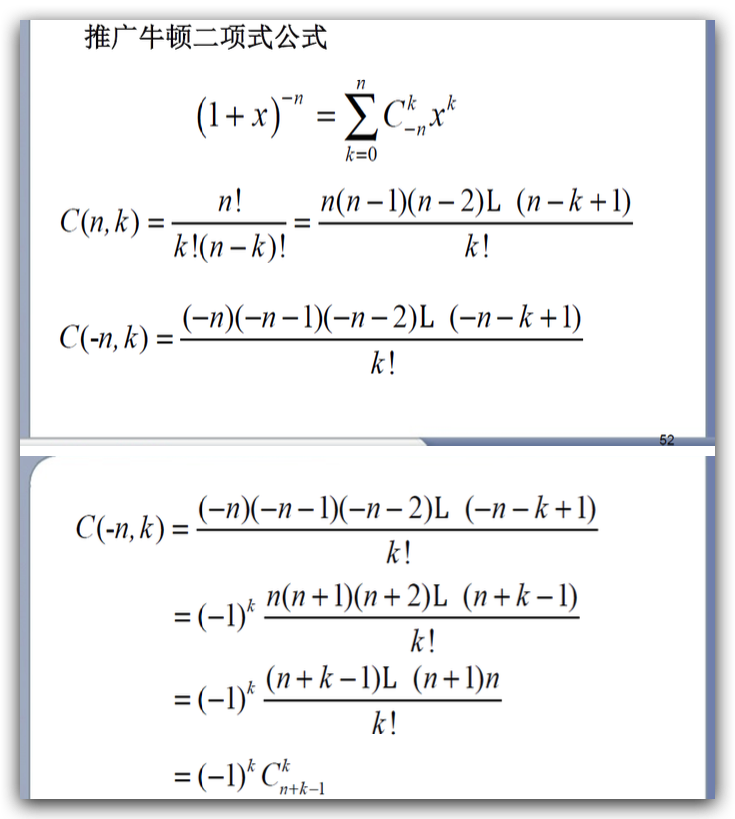 推广牛顿二项式公式
(1+x)^{-n} = \sum_{k=0}^{n} C_{-n}^{k} x^{k}
C(n,k) = \frac{n!}{k!(n-k)!} = \frac{n(n-1)(n-2)L (n-k+1)}{k!}
C(-n,k) = \frac{(-n)(-n-1)(-n-2)L (-n-k+1)}{k!}
52
C(-n,k) = \frac{(-n)(-n-1)(-n-2)L (-n-k+1)}{k!}
= (-1)^{k} \frac{n(n+1)(n+2)L (n+k-1)}{k!}
= (-1)^{k} \frac{(n+k-1)L (n+1)n}{k!}
= (-1)^{k} C_{n+k-1}^{k}